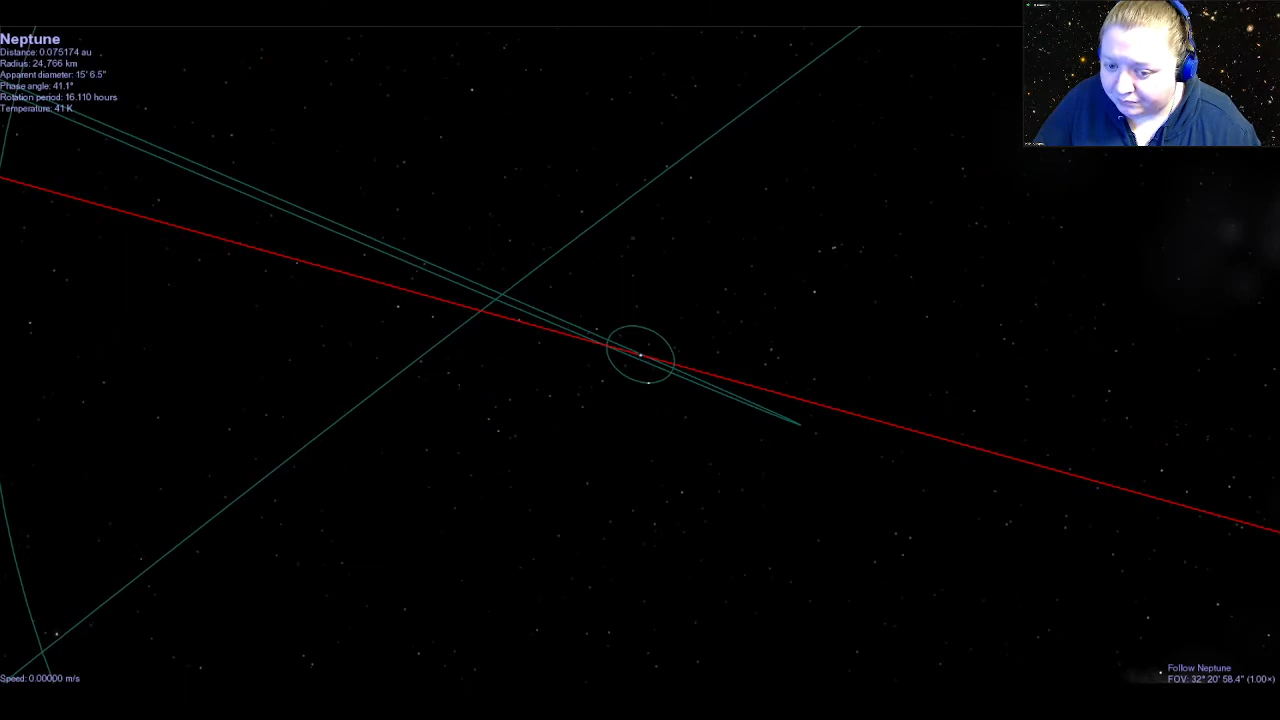 Neptune
Distance: 0.075174 au
Radius: 24,766 km
Apparent diameter: 15' 6.5"
Phase angle: 41.1°
Rotation period: 16.110 hours
Temperature: 41 K
Speed: 0.00000 m/s
Follow Neptune
FOV: 32° 20' 58.4" (1.00×)